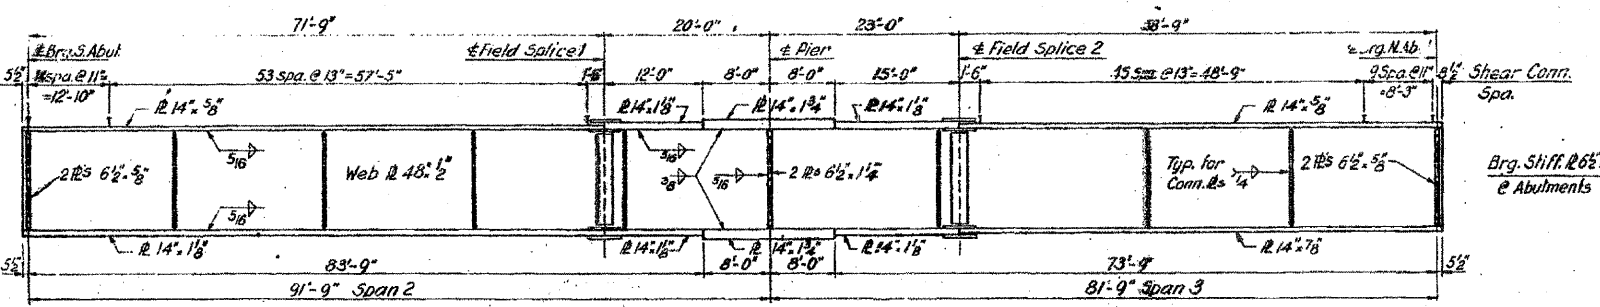 71'-9" 20'-0" 23'-0" 38'-9"
℄ Brg. S. Abut. ℄ Field Splice 1 ℄ Pier ℄ Field Splice 2
5½" spa. @ 11" 53 spa. @ 13" = 57'-5" 1'-6" 12'-0" 8'-0" 8'-0" 15'-0" 1'-6" 45 spa. @ 13" = 48'-9" 9 Spa. @ 11" 8½" Shear Conn.
=12'-10" = 8'-3" Spa.
℄ 14" x ⅝" ℄ 14" x 1⅛" ℄ 14" x 1¾" ℄ 14" x 1⅛" ℄ 14" x ⅝"
5/16 5/16
2 ℄s 6½" x ⅝" Web ℄ 48" x ½" 3/8 5/16 2 ℄s 6½" x 1¼" Typ. for 1/4 2 ℄'s 6½" x ⅝" Brg. Stiff. ℄ 6½"
Conn. ℄s @ Abutments
5/16
℄ 14" x 1⅛" ℄ 14" x 1⅛" ℄ 14" x 1¾" ℄ 14" x 1⅛" ℄ 14" x ⅞"
5½" 83'-9" 8'-0" 8'-0" 73'-9" 5½"
91'-9" Span 2 81'-9" Span 3